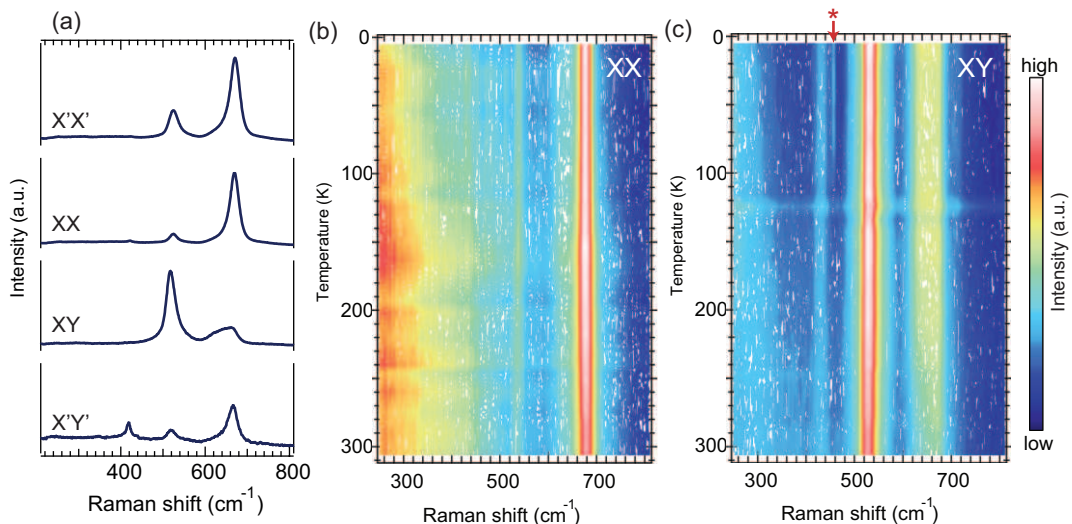 (a)
X'X'
XX
XY
X'Y'
Intensity (a.u.)
400
600
800
Raman shift (cm⁻¹)
(b)
XX
0
100
200
300
Temperature (K)
300
500
700
Raman shift (cm⁻¹)
(c)
*
XY
0
100
200
300
Temperature (K)
300
500
700
Raman shift (cm⁻¹)
high
Intensity (a.u.)
low